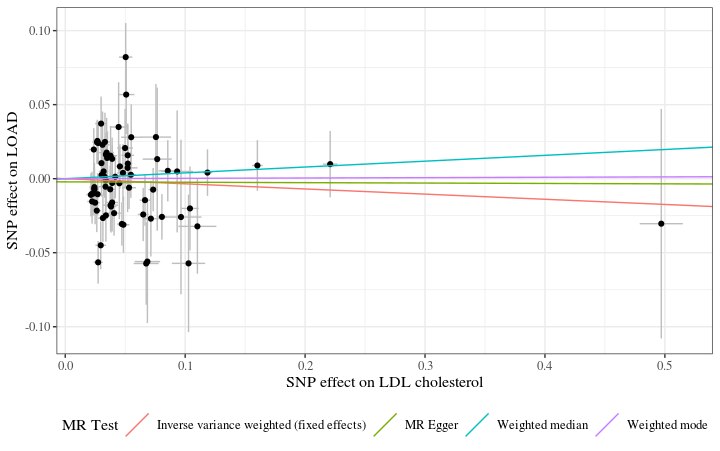 0.10
0.05
0.00
-0.05
-0.10
SNP effect on LOAD
0.0 0.1 0.2 0.3 0.4 0.5
SNP effect on LDL cholesterol
MR Test Inverse variance weighted (fixed effects) MR Egger Weighted median Weighted mode